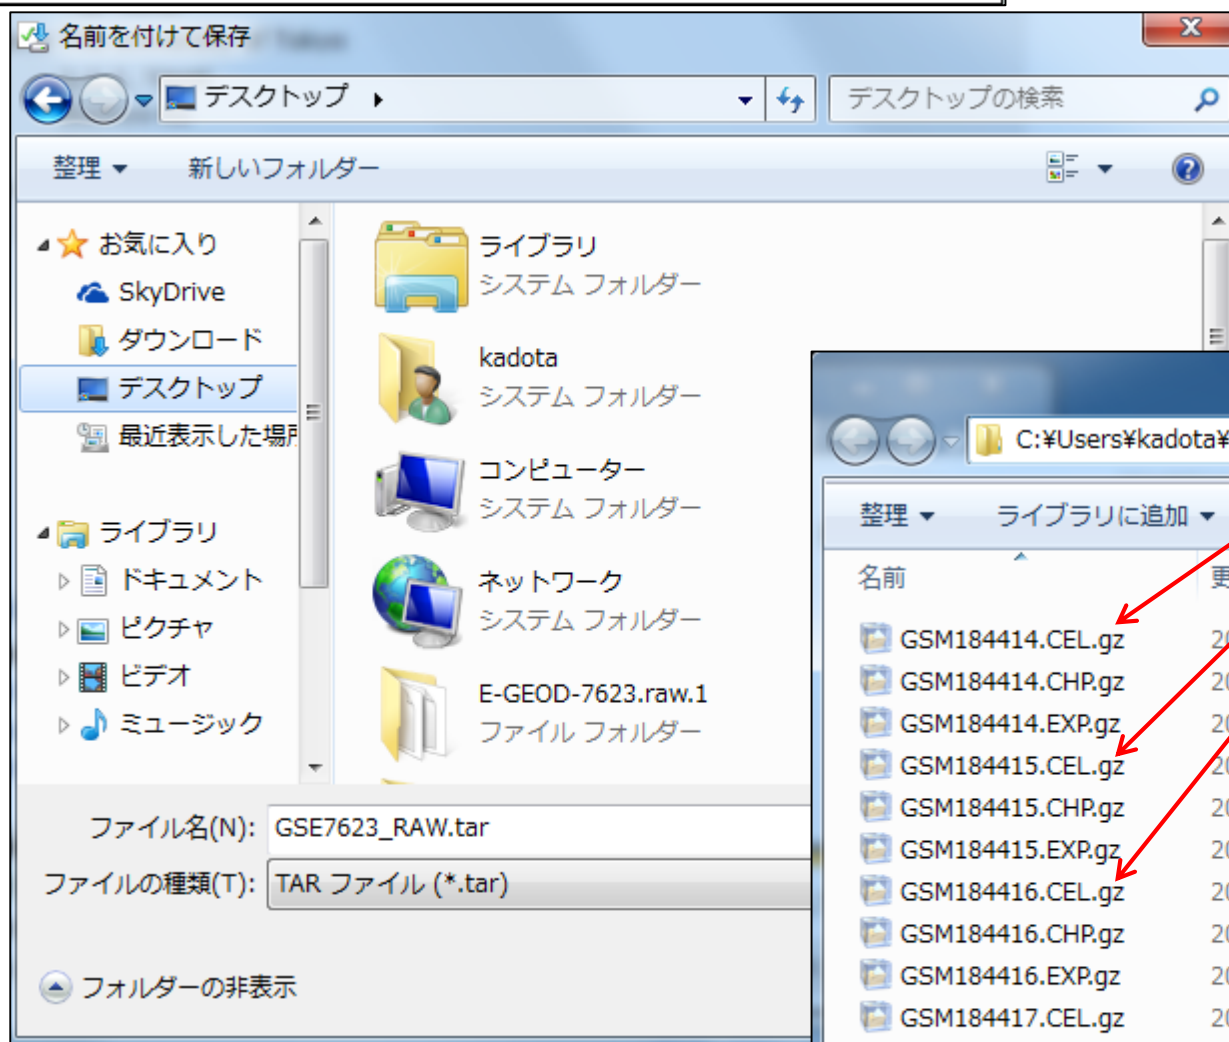 名前を付けて保存
デスクトップ
デスクトップの検索
整理
新しいフォルダー
お気に入り
SkyDrive
ダウンロード
デスクトップ
最近表示した場所
ライブラリ
ドキュメント
ピクチャ
ビデオ
ミュージック
ライブラリ
システム フォルダー
kadota
システム フォルダー
コンピューター
システム フォルダー
ネットワーク
システム フォルダー
E-GEOD-7623.raw.1
ファイル フォルダー
ファイル名(N): GSE7623_RAW.tar
ファイルの種類(T): TAR ファイル (*.tar)
フォルダーの非表示
C:¥Users¥kadota¥
整理
ライブラリに追加
名前
更
GSM184414.CEL.gz
GSM184414.CHP.gz
GSM184414.EXP.gz
GSM184415.CEL.gz
GSM184415.CHP.gz
GSM184415.EXP.gz
GSM184416.CEL.gz
GSM184416.CHP.gz
GSM184416.EXP.gz
GSM184417.CEL.gz